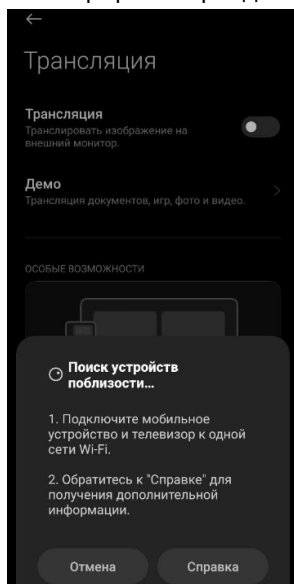 Трансляция
Трансляция
Транслировать изображение на
внешний монитор.
Демо
Трансляция документов, игр, фото и видео.
ОСОБЫЕ ВОЗМОЖНОСТИ
Поиск устройств
поблизости...
1. Подключите мобильное
устройство и телевизор к одной
сети Wi-Fi.
2. Обратитесь к "Справке" для
получения дополнительной
информации.
Отмена
Справка